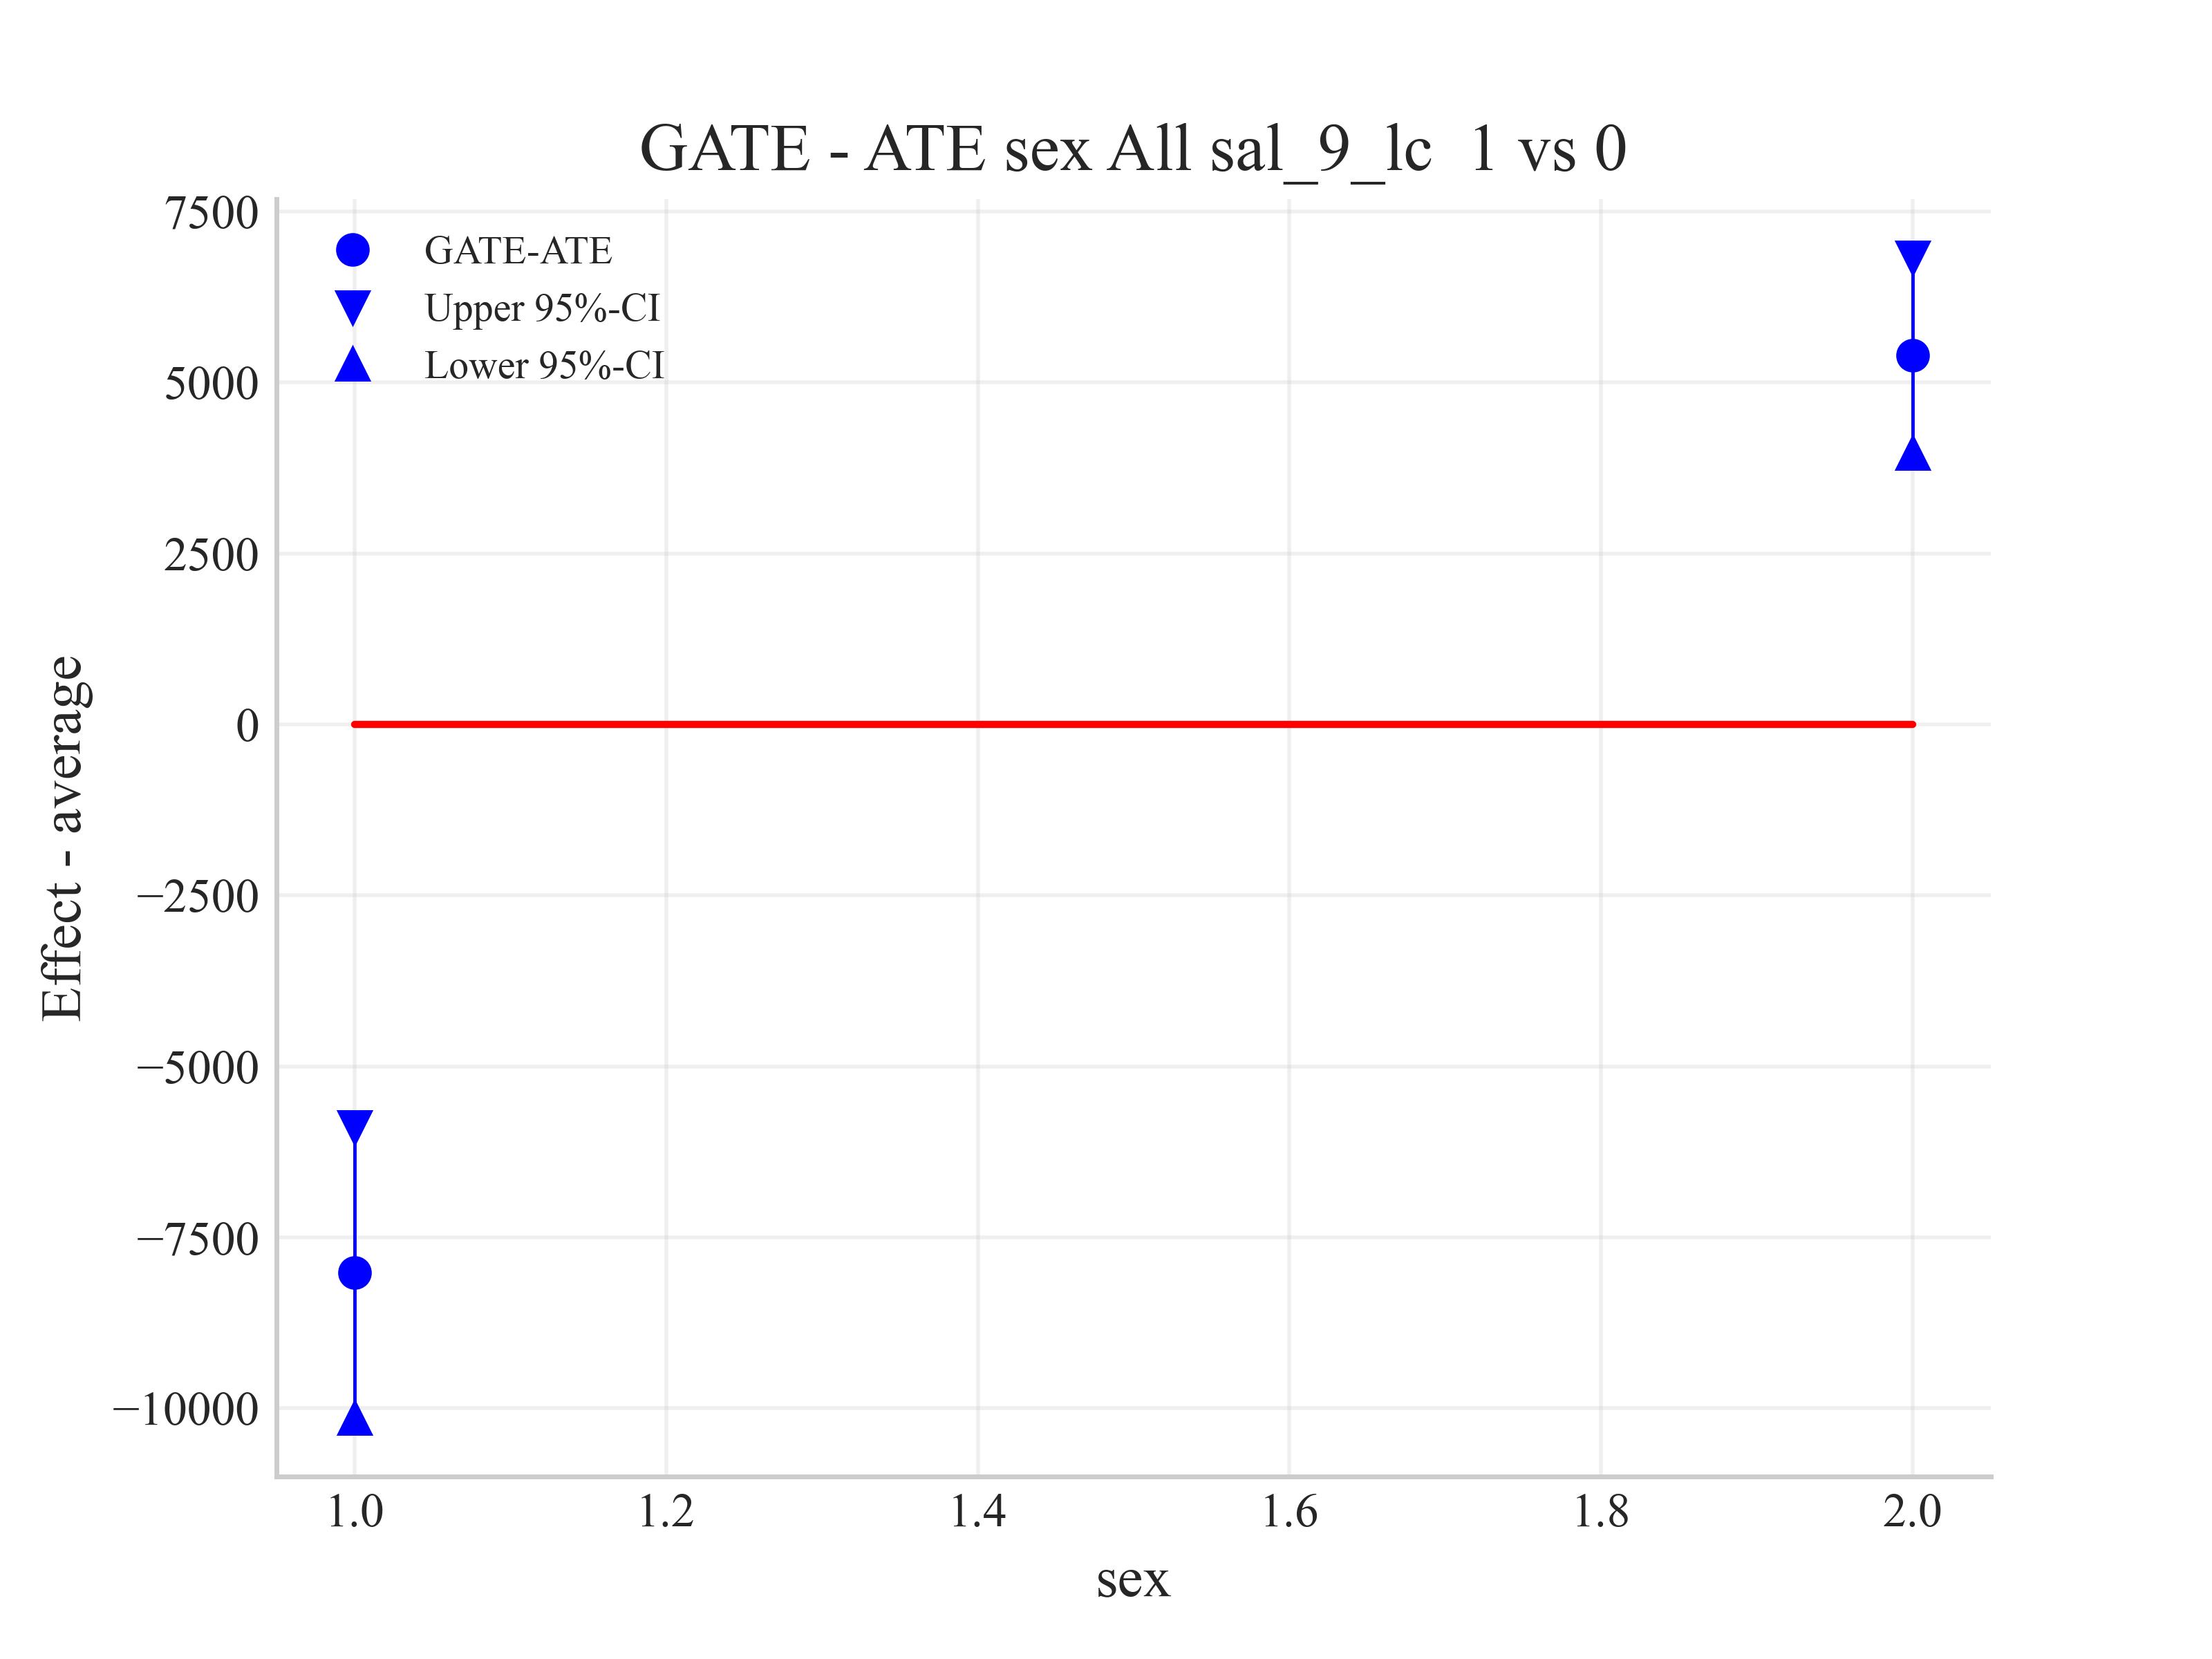 GATE - ATE sex All sal_9_lc  1 vs 0
7500
5000
2500
0
−2500
−5000
−7500
−10000
Effect - average
GATE-ATE
Upper 95%-CI
Lower 95%-CI
1.0 1.2 1.4 1.6 1.8 2.0
sex